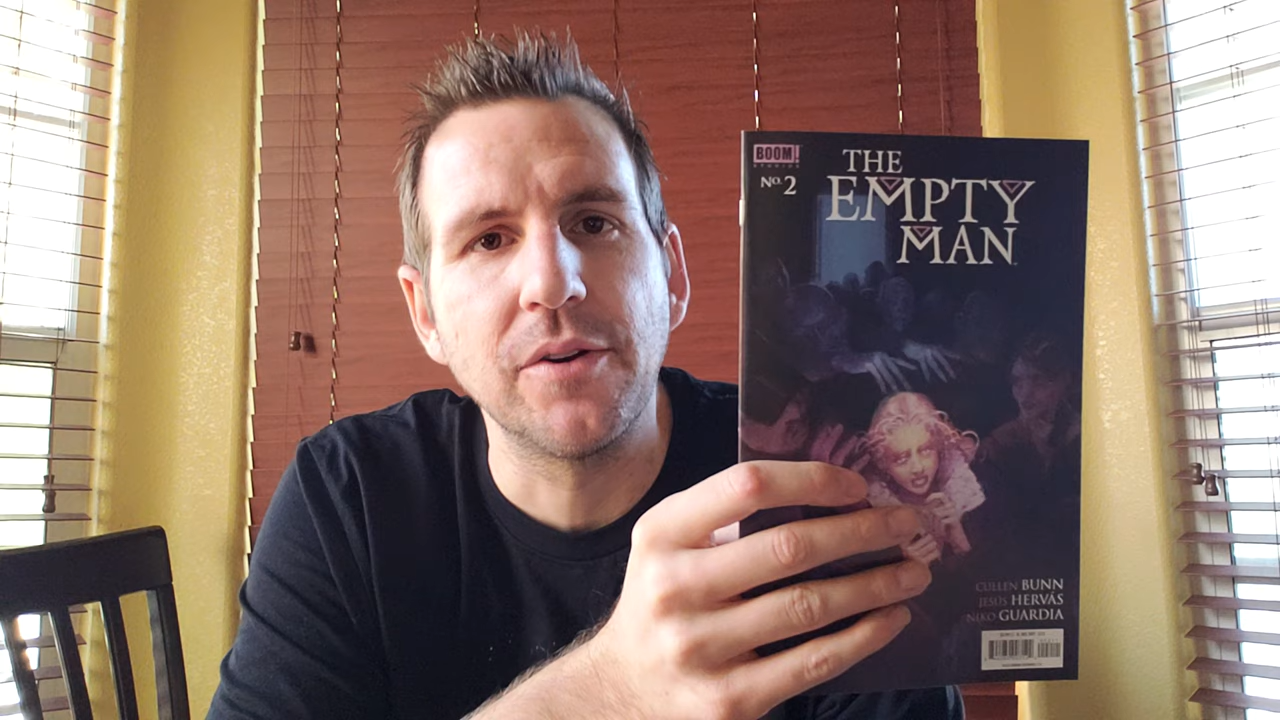 BOOM!
STUDIOS
No. 2
THE
EMPTY
MAN
CULLEN BUNN
JESÚS HERVÁS
NIKO GUARDIA